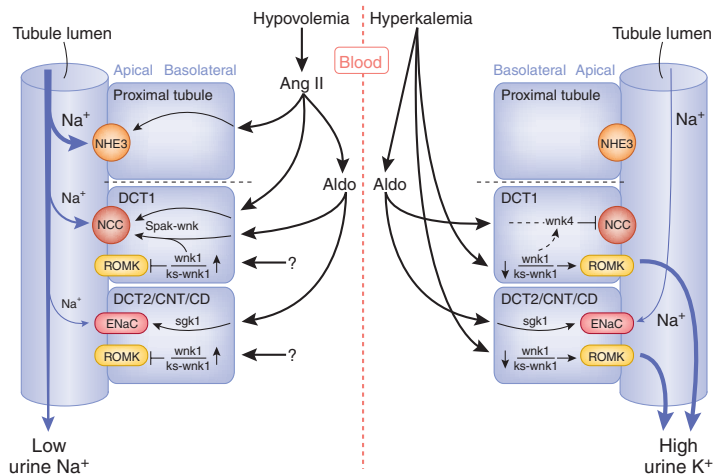 Hypovolemia
Hyperkalemia
Tubule lumen
Tubule lumen
Blood
Apical Basolateral
Basolateral Apical
Ang II
Proximal tubule
Proximal tubule
Na⁺
NHE3
NHE3
Na⁺
Aldo
Aldo
DCT1
DCT1
Na⁺
NCC
Spak-wnk
wnk4
NCC
ROMK
wnk1
ks-wnk1
?
wnk1
ks-wnk1
ROMK
DCT2/CNT/CD
DCT2/CNT/CD
Na⁺
ENaC
sgk1
sgk1
ENaC
Na⁺
ROMK
wnk1
ks-wnk1
?
wnk1
ks-wnk1
ROMK
Low
urine Na⁺
High
urine K⁺